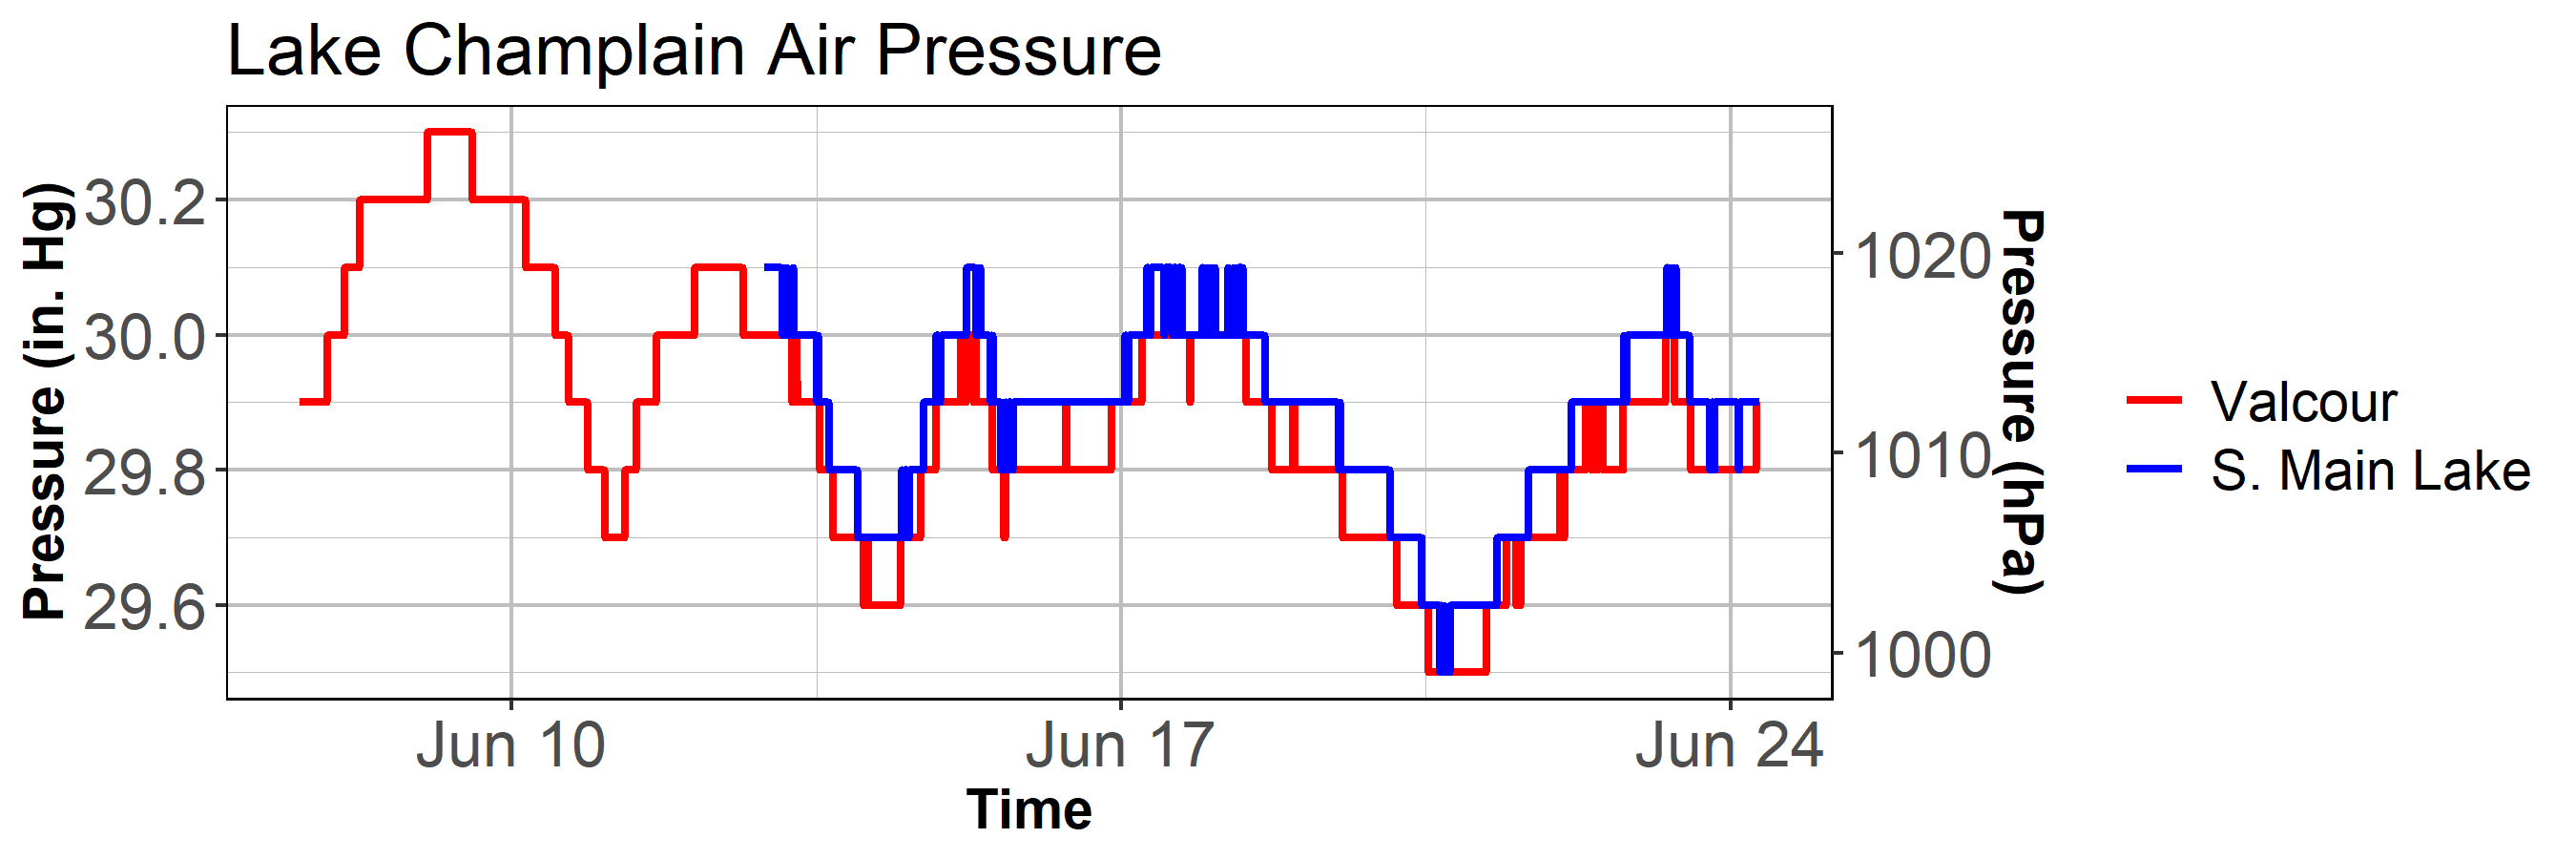 Lake Champlain Air Pressure
Pressure (in. Hg)
30.2
30.0
29.8
29.6
1020
1010
1000
Pressure (hPa)
Jun 10
Jun 17
Jun 24
Time
Valcour
S. Main Lake